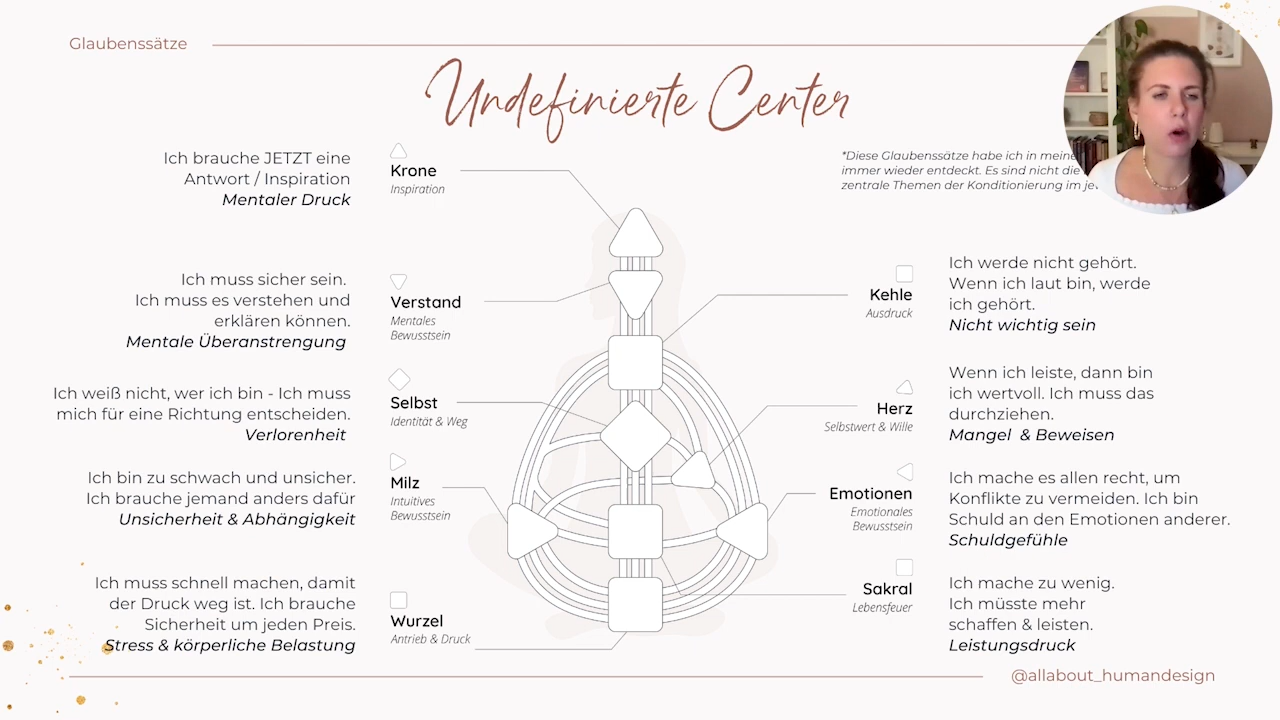 Glaubenssätze
Undefinierte Center
Ich brauche JETZT eine
Antwort / Inspiration
Mentaler Druck
Krone
Inspiration
*Diese Glaubenssätze habe ich in meine
immer wieder entdeckt. Es sind nicht die
zentrale Themen der Konditionierung im
Ich muss sicher sein.
Ich muss es verstehen und
erklären können.
Mentale Überanstrengung
Verstand
Mentales
Bewusstsein
Kehle
Ausdruck
Ich werde nicht gehört.
Wenn ich laut bin, werde
ich gehört.
Nicht wichtig sein
Ich weiß nicht, wer ich bin - Ich muss
mich für eine Richtung entscheiden.
Verlorenheit
Selbst
Identität & Weg
Herz
Selbstwert & Wille
Wenn ich leiste, dann bin
ich wertvoll. Ich muss das
durchziehen.
Mangel & Beweisen
Ich bin zu schwach und unsicher.
Ich brauche jemand anders dafür
Unsicherheit & Abhängigkeit
Milz
Intuitives
Bewusstsein
Emotionen
Emotionales
Bewusstsein
Ich mache es allen recht, um
Konflikte zu vermeiden. Ich bin
Schuld an den Emotionen anderer.
Schuldgefühle
Ich muss schnell machen, damit
der Druck weg ist. Ich brauche
Sicherheit um jeden Preis.
Stress & körperliche Belastung
Wurzel
Antrieb & Druck
Sakral
Lebensfeuer
Ich mache zu wenig.
Ich müsste mehr
schaffen & leisten.
Leistungsdruck
@allabout_humandesign